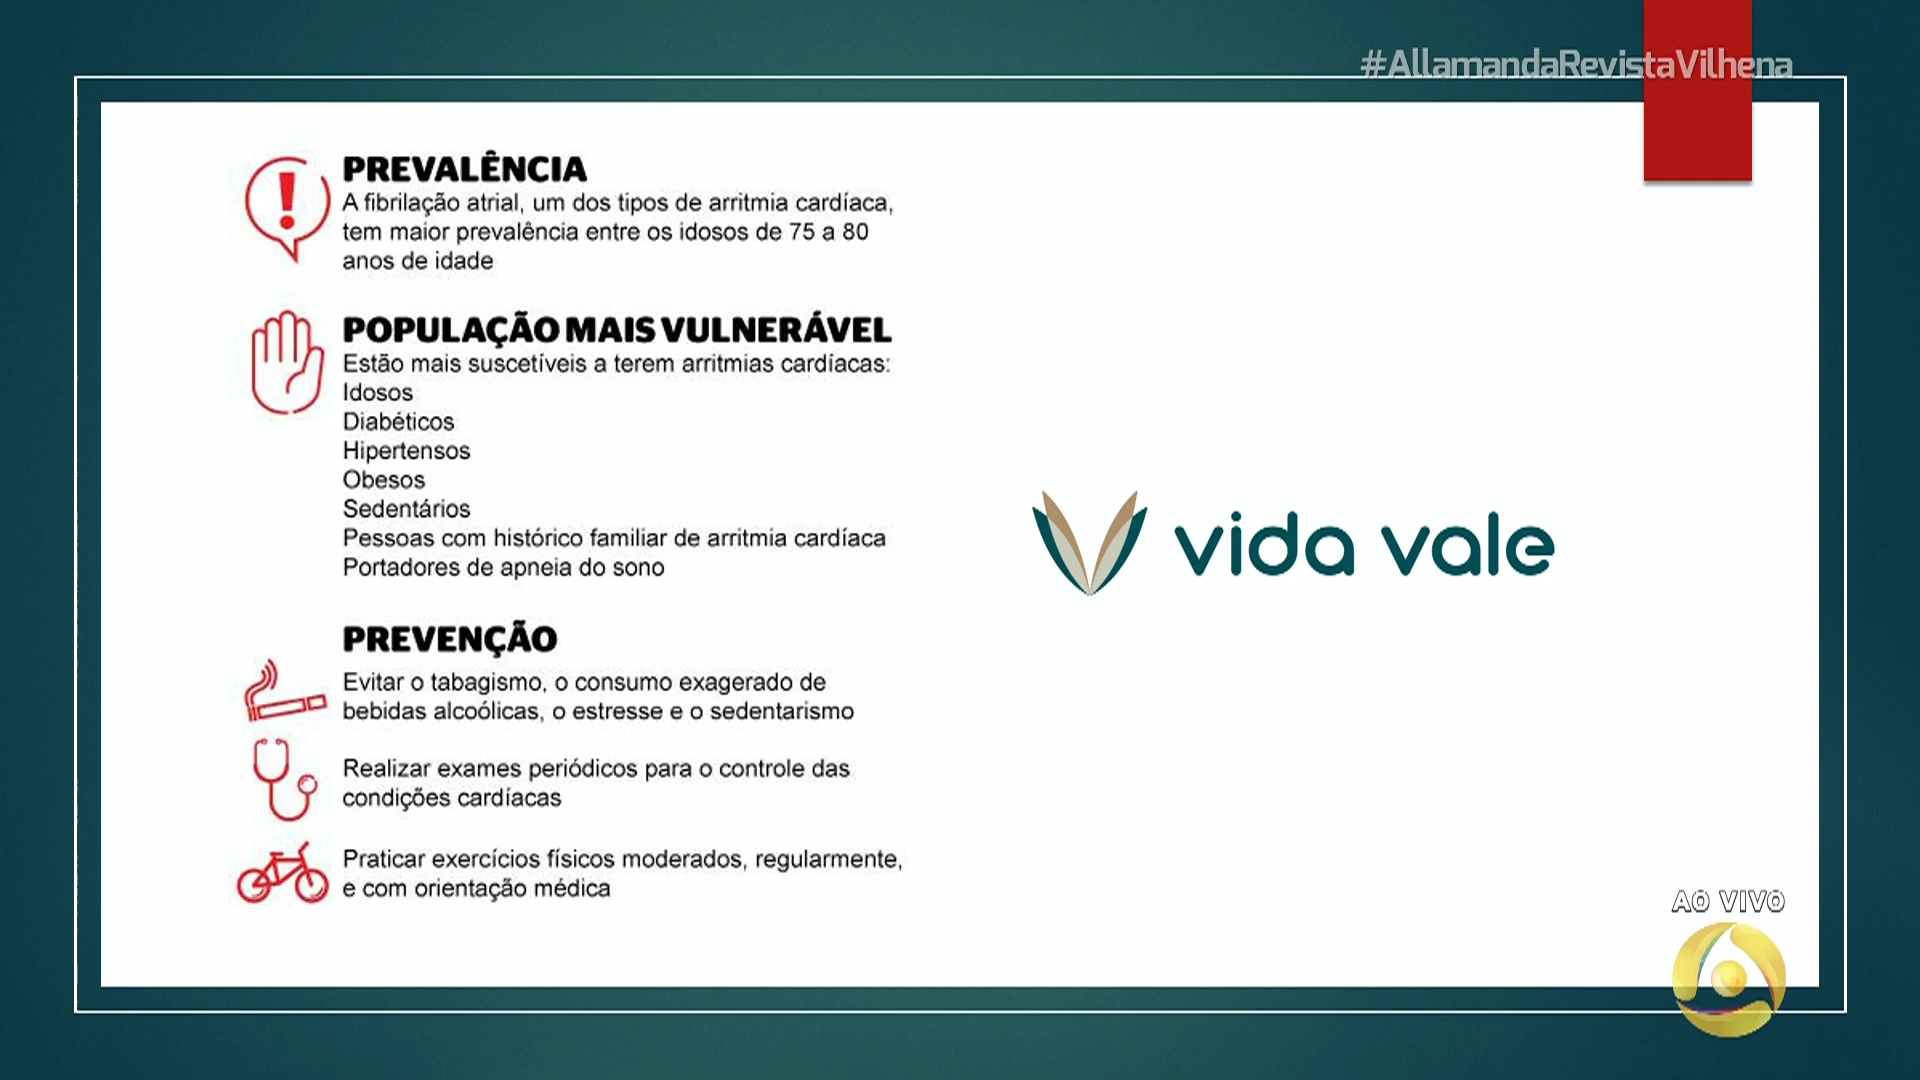 #AllamandaRevistaVilhena
PREVALÊNCIA
A fibrilação atrial, um dos tipos de arritmia cardíaca,
tem maior prevalência entre os idosos de 75 a 80
anos de idade
POPULAÇÃO MAIS VULNERÁVEL
Estão mais suscetíveis a terem arritmias cardíacas:
Idosos
Diabéticos
Hipertensos
Obesos
Sedentários
Pessoas com histórico familiar de arritmia cardíaca
Portadores de apneia do sono
PREVENÇÃO
Evitar o tabagismo, o consumo exagerado de
bebidas alcoólicas, o estresse e o sedentarismo
Realizar exames periódicos para o controle das
condições cardíacas
Praticar exercícios físicos moderados, regularmente,
e com orientação médica
vida vale
AO VIVO